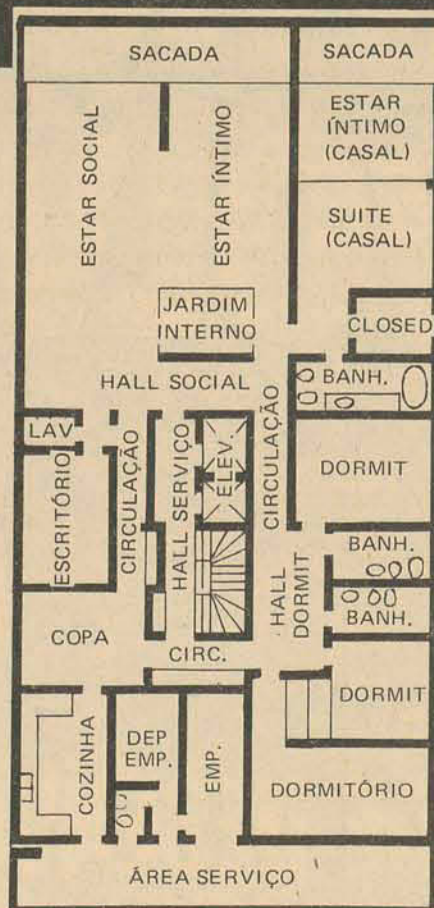 SACADA
SACADA
ESTAR SOCIAL
ESTAR ÍNTIMO
ESTAR
ÍNTIMO
(CASAL)
SUITE
(CASAL)
JARDIM
INTERNO
CLOSED
HALL SOCIAL
BANH.
LAV
CIRCULAÇÃO
HALL SERVIÇO
ELEV.
CIRCULAÇÃO
DORMIT
ESCRITÓRIO
BANH.
HALL
DORMIT
BANH.
COPA
CIRC.
DORMIT
COZINHA
DEP
EMP.
EMP.
DORMITÓRIO
ÁREA SERVIÇO